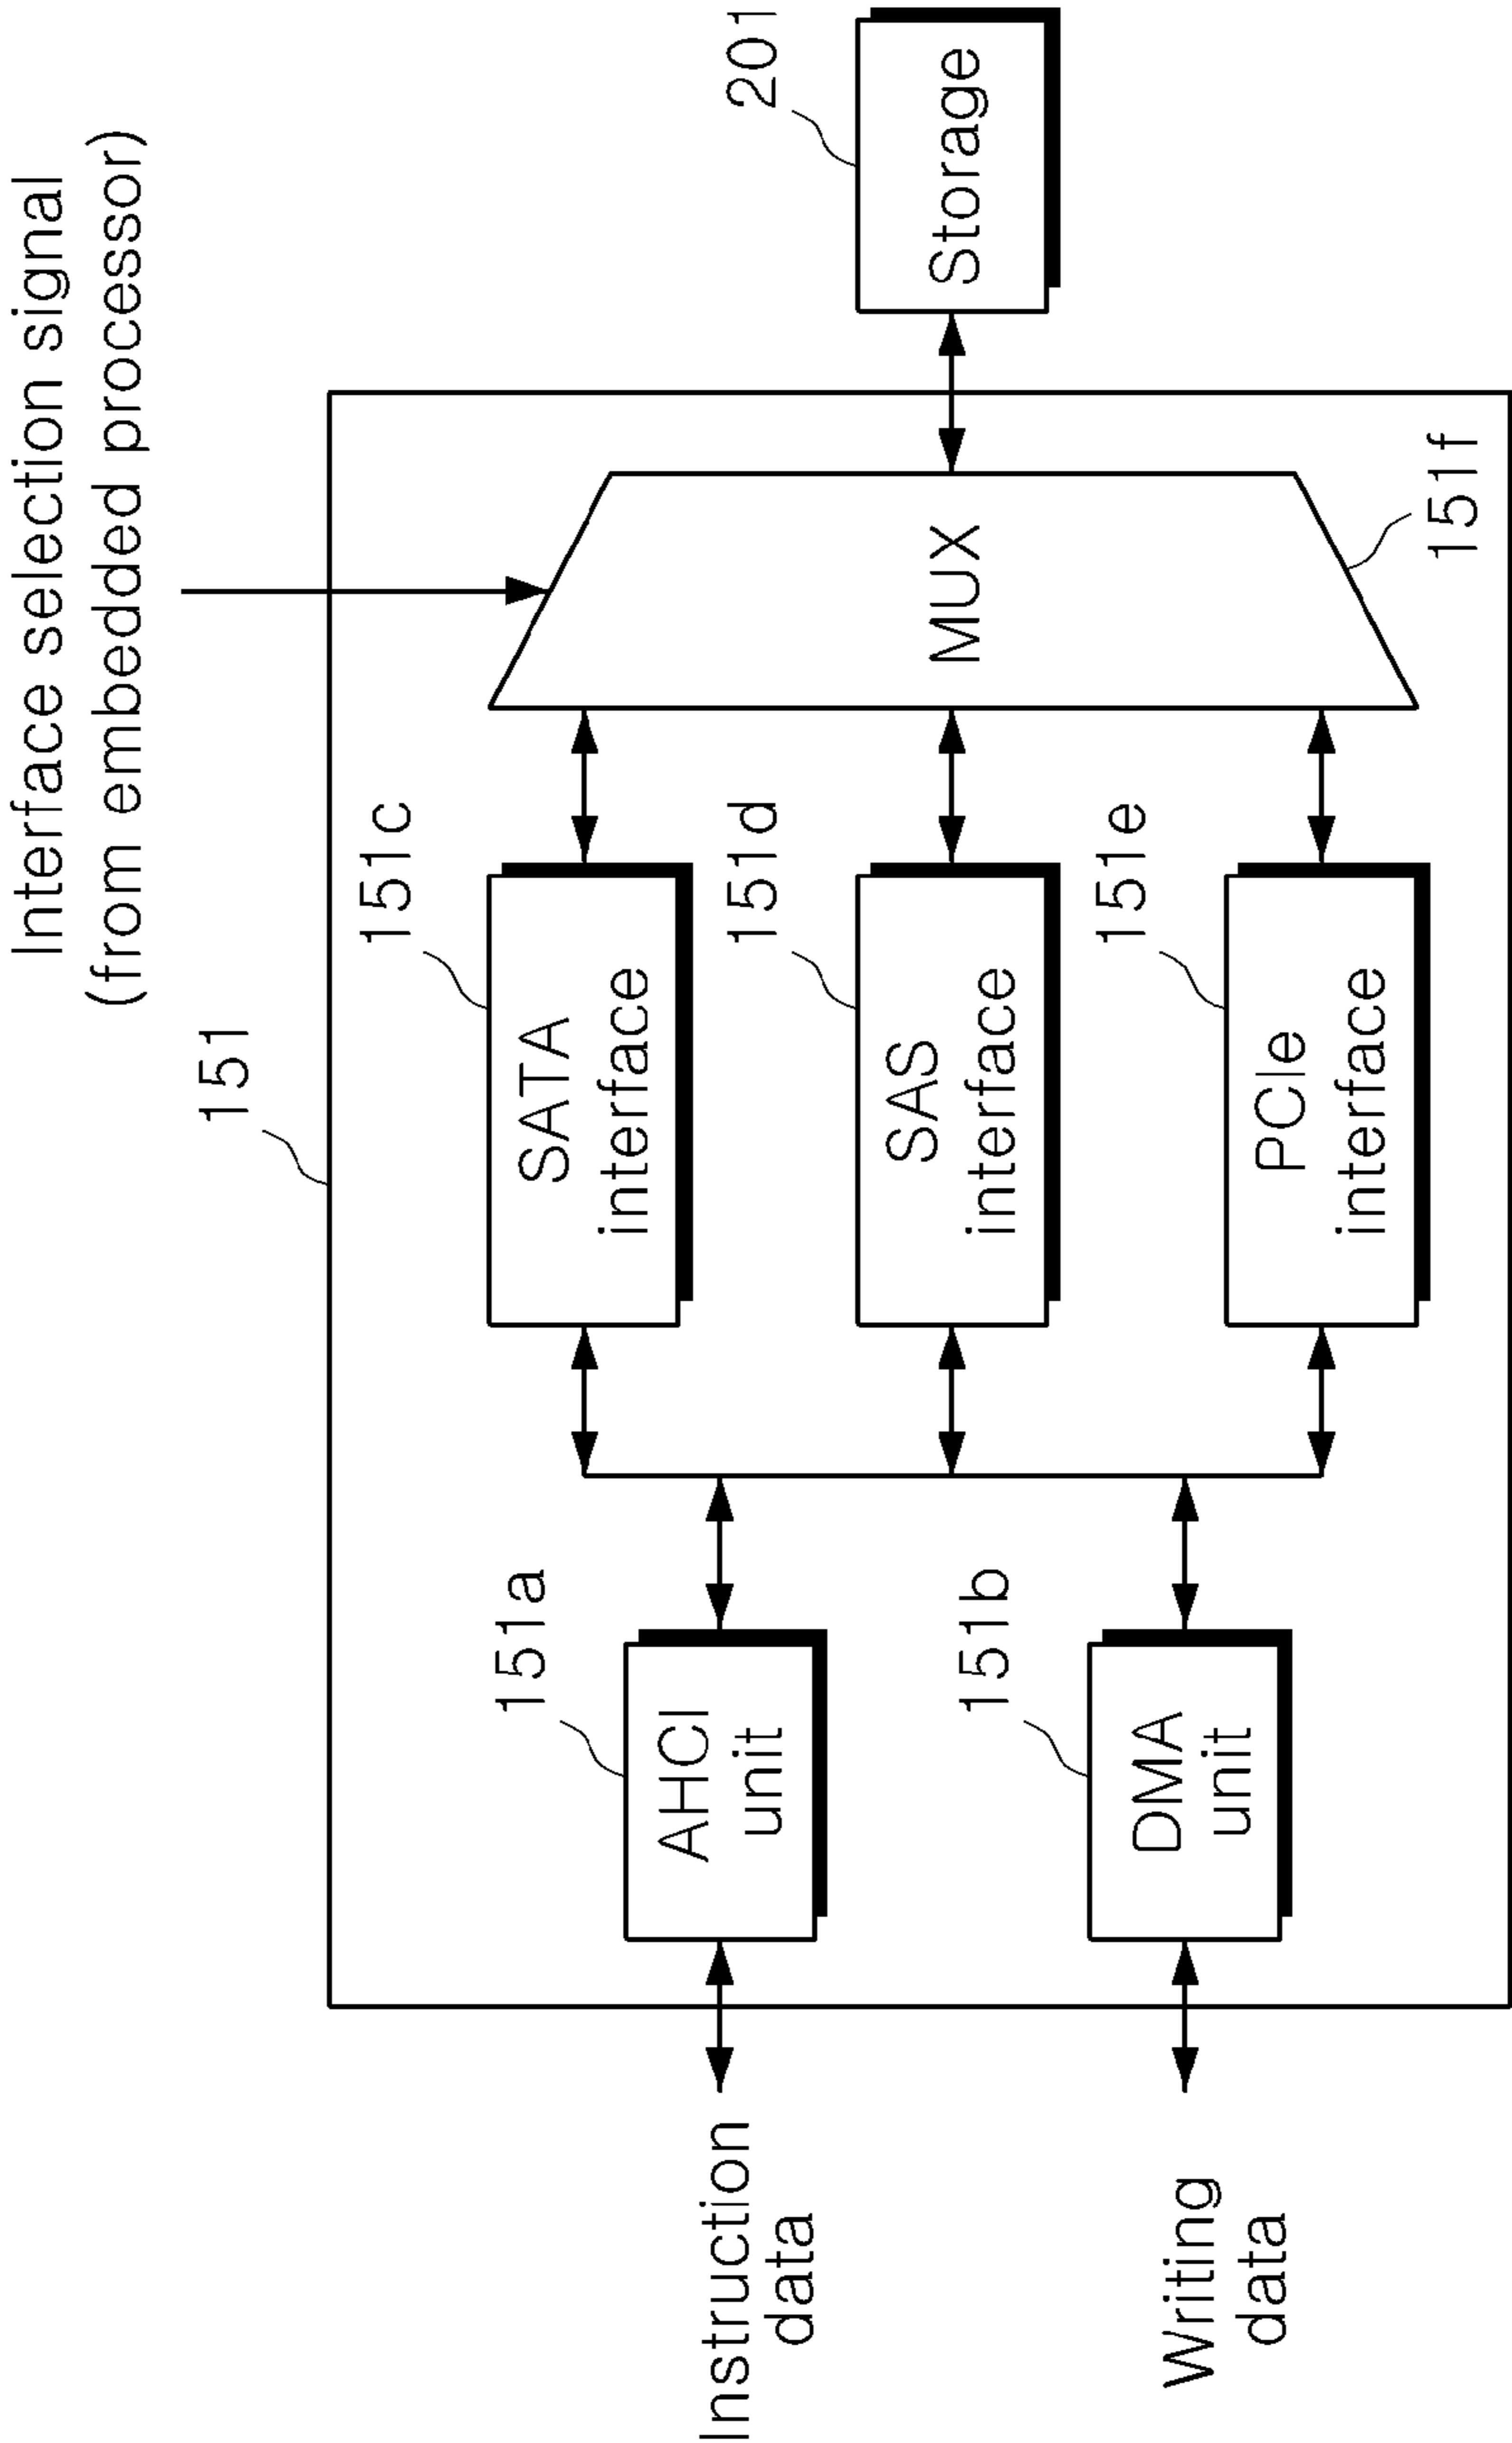 Interface selection signal
(from embedded processor)
151
151a
AHCI
unit
151b
DMA
unit
Instruction
data
Writing
data
151c
SATA
interface
151d
SAS
interface
151e
PCIe
interface
MUX
151f
201
Storage